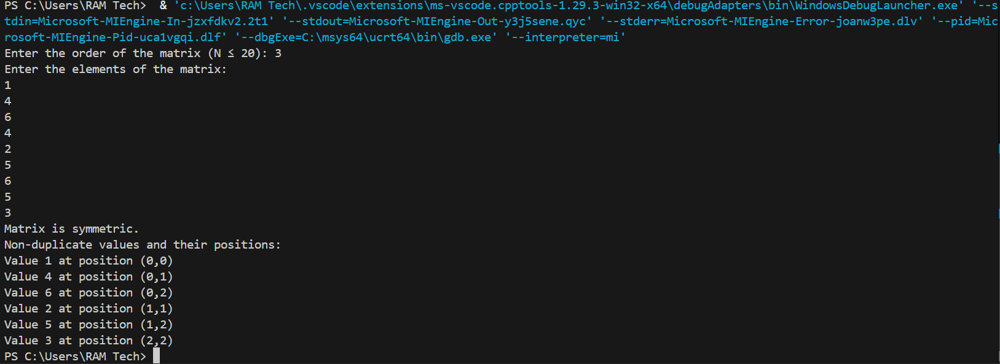 PS C:\Users\RAM Tech>  & 'c:\Users\RAM Tech\.vscode\extensions\ms-vscode.cpptools-1.29.3-win32-x64\debugAdapters\bin\WindowsDebugLauncher.exe' '--s
tdin=Microsoft-MIEngine-In-jzxfdkv2.2t1' '--stdout=Microsoft-MIEngine-Out-y3j5sene.qyc' '--stderr=Microsoft-MIEngine-Error-joanw3pe.dlv' '--pid=Mic
rosoft-MIEngine-Pid-uca1vgqi.dlf' '--dbgExe=C:\msys64\ucrt64\bin\gdb.exe' '--interpreter=mi'
Enter the order of the matrix (N ≤ 20): 3
Enter the elements of the matrix:
1
4
6
4
2
5
6
5
3
Matrix is symmetric.
Non-duplicate values and their positions:
Value 1 at position (0,0)
Value 4 at position (0,1)
Value 6 at position (0,2)
Value 2 at position (1,1)
Value 5 at position (1,2)
Value 3 at position (2,2)
PS C:\Users\RAM Tech>